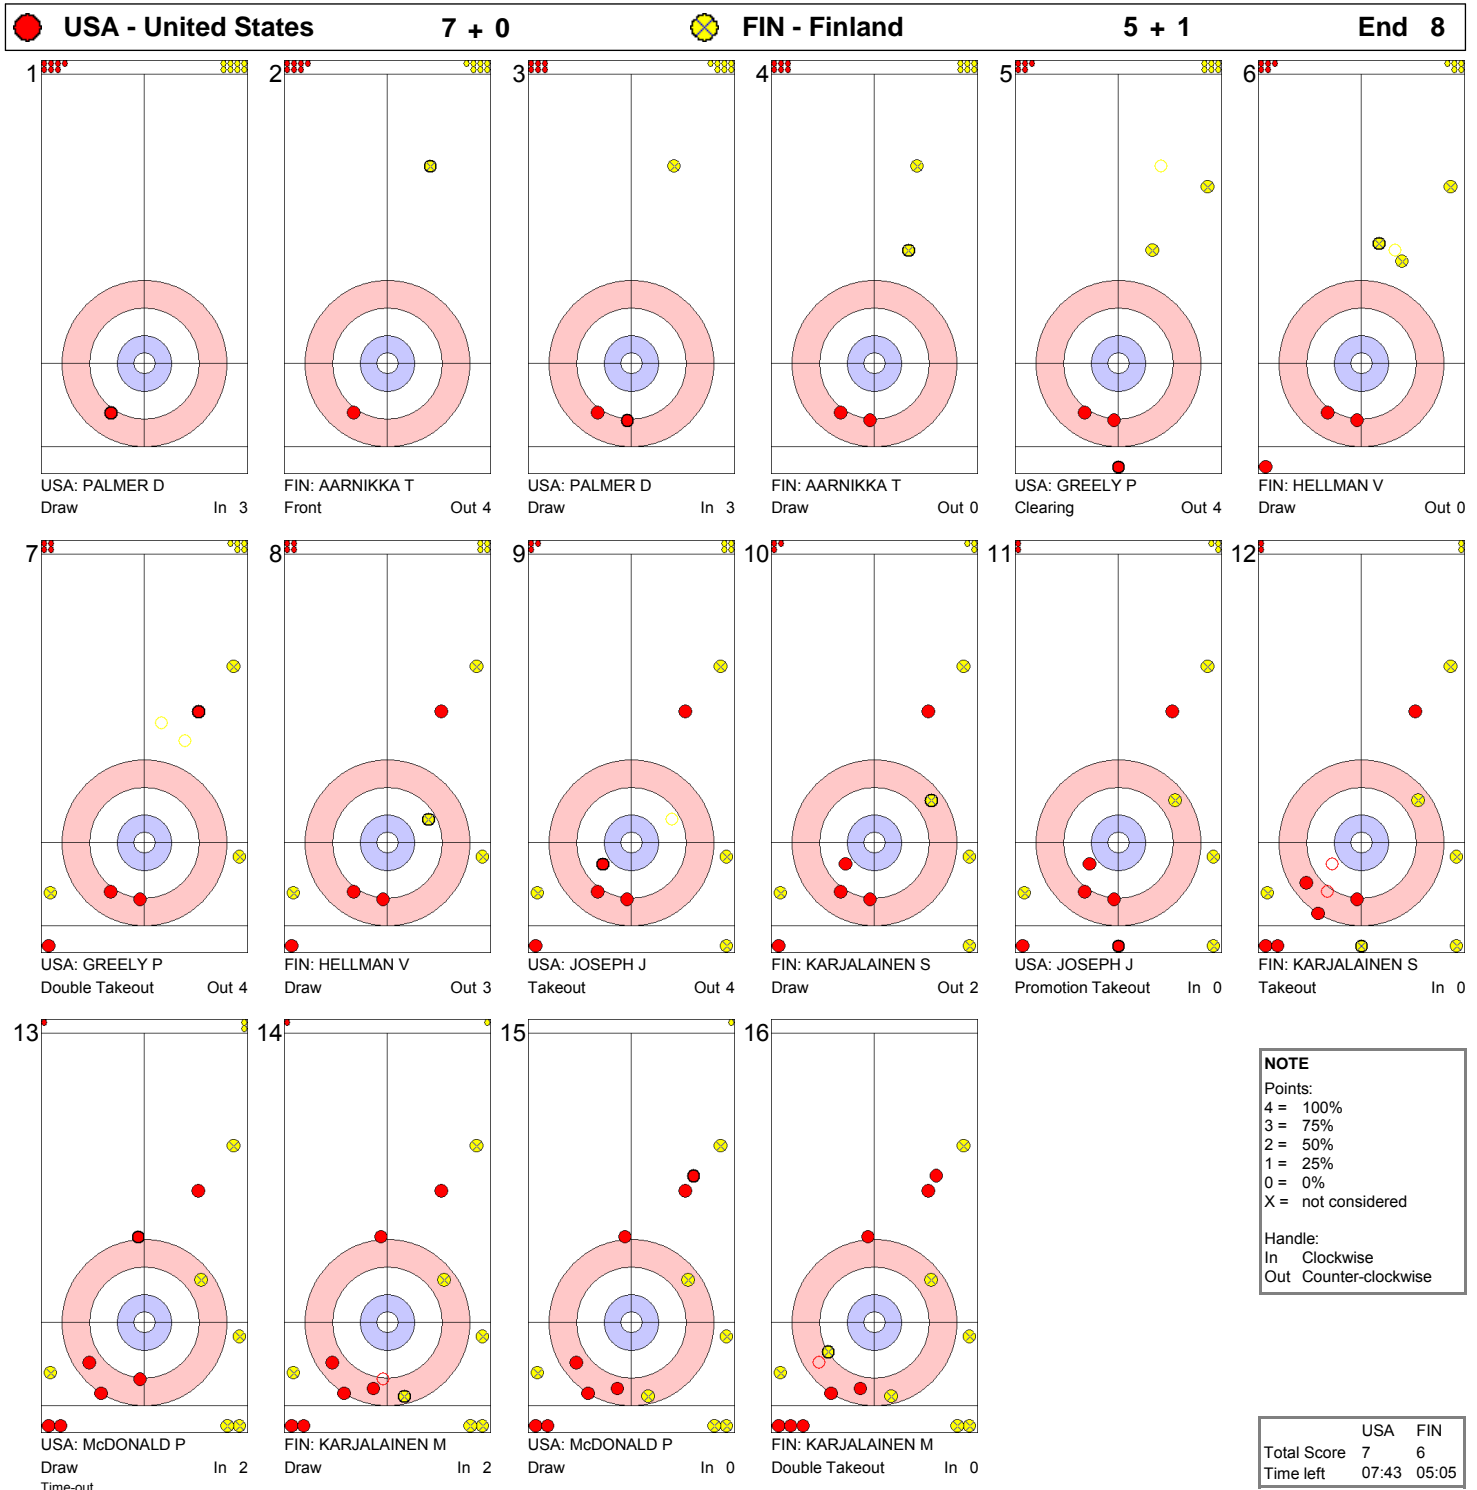 USA - United States 7 + 0 FIN - Finland 5 + 1 End 8
1 2 3 4 5 6
USA: PALMER D FIN: AARNIKKA T USA: PALMER D FIN: AARNIKKA T USA: GREELY P FIN: HELLMAN V
Draw In 3 Front Out 4 Draw In 3 Draw Out 0 Clearing Out 4 Draw Out 0
7 8 9 10 11 12
USA: GREELY P FIN: HELLMAN V USA: JOSEPH J FIN: KARJALAINEN S USA: JOSEPH J FIN: KARJALAINEN S
Double Takeout Out 4 Draw Out 3 Takeout Out 4 Draw Out 2 Promotion Takeout In 0 Takeout In 0
13 14 15 16
USA: McDONALD P FIN: KARJALAINEN M USA: McDONALD P FIN: KARJALAINEN M
Draw In 2 Draw In 2 Draw In 0 Double Takeout In 0
Time-out
NOTE
Points:
4 = 100%
3 = 75%
2 = 50%
1 = 25%
0 = 0%
X = not considered
Handle:
In Clockwise
Out Counter-clockwise
USA FIN
Total Score 7 6
Time left 07:43 05:05